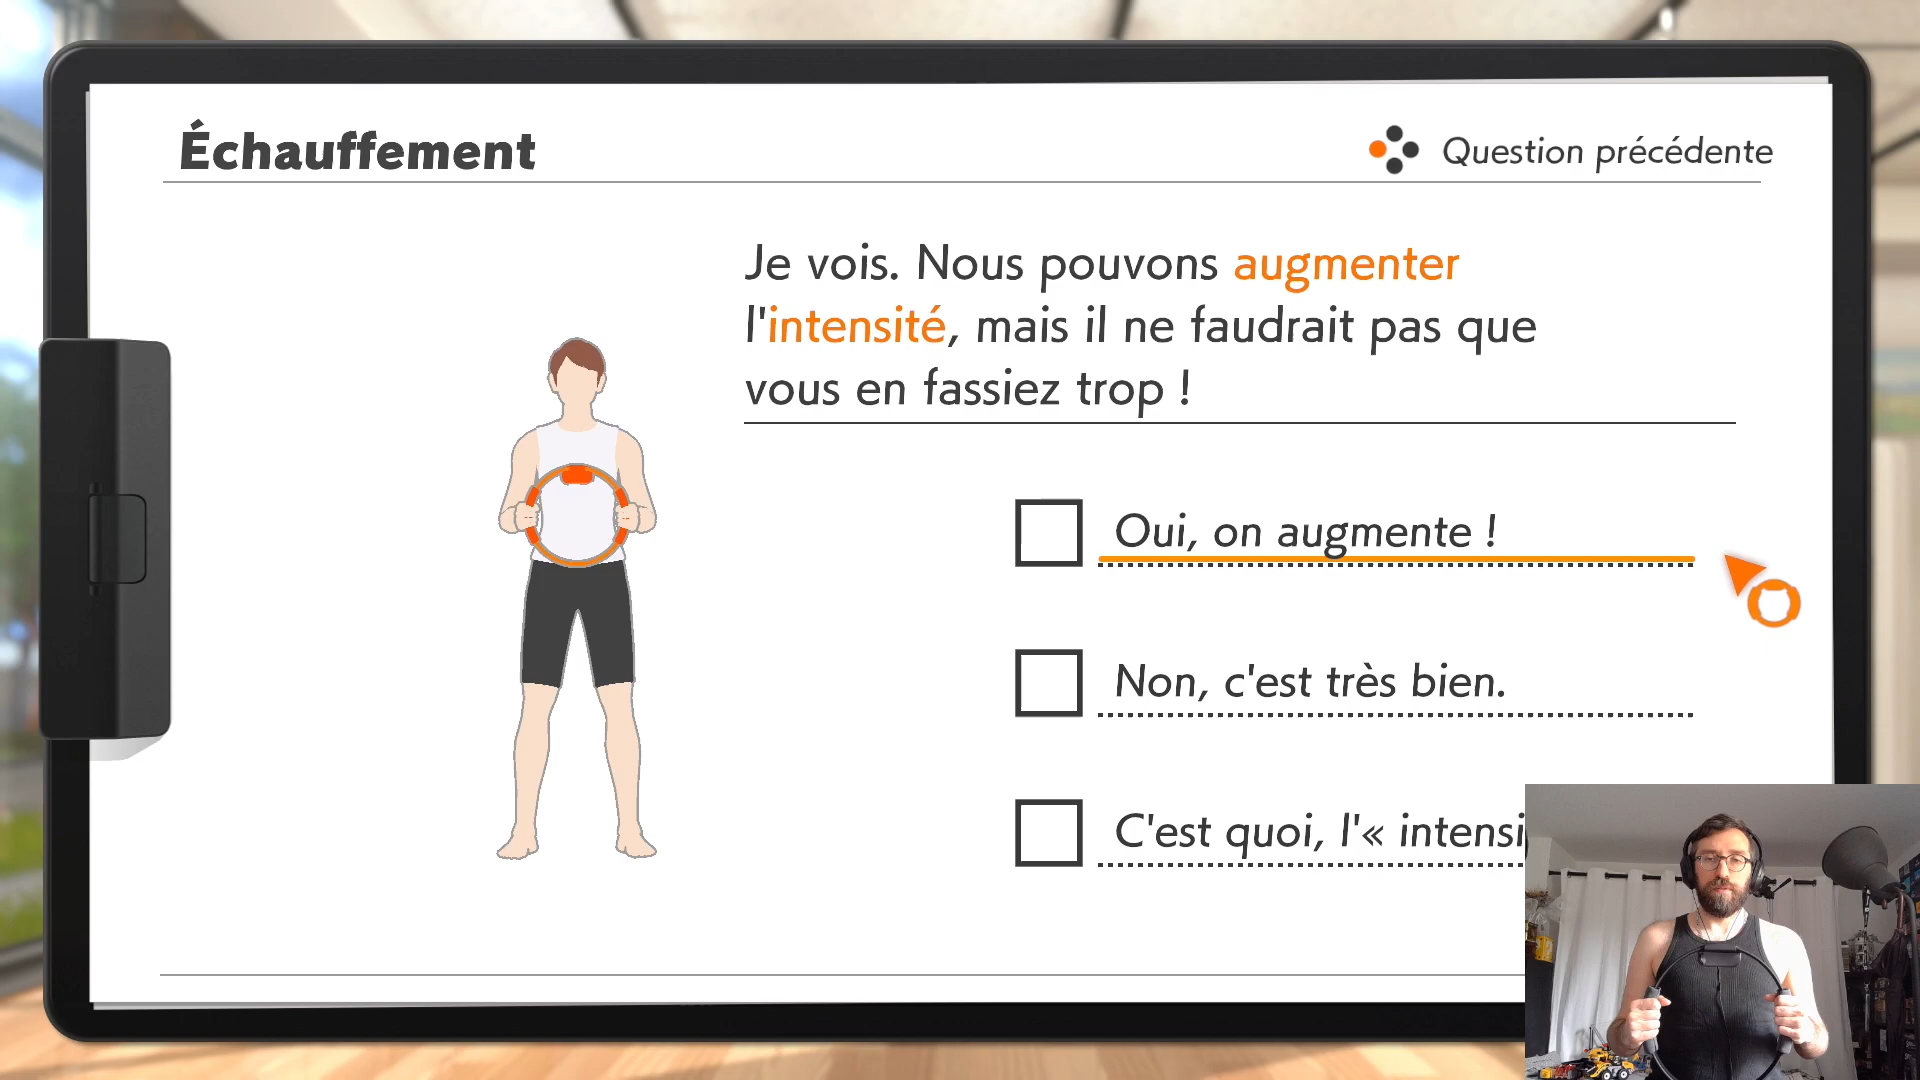 Échauffement
Question précédente
Je vois. Nous pouvons augmenter
l'intensité, mais il ne faudrait pas que
vous en fassiez trop !
Oui, on augmente !
Non, c'est très bien.
C'est quoi, l'«